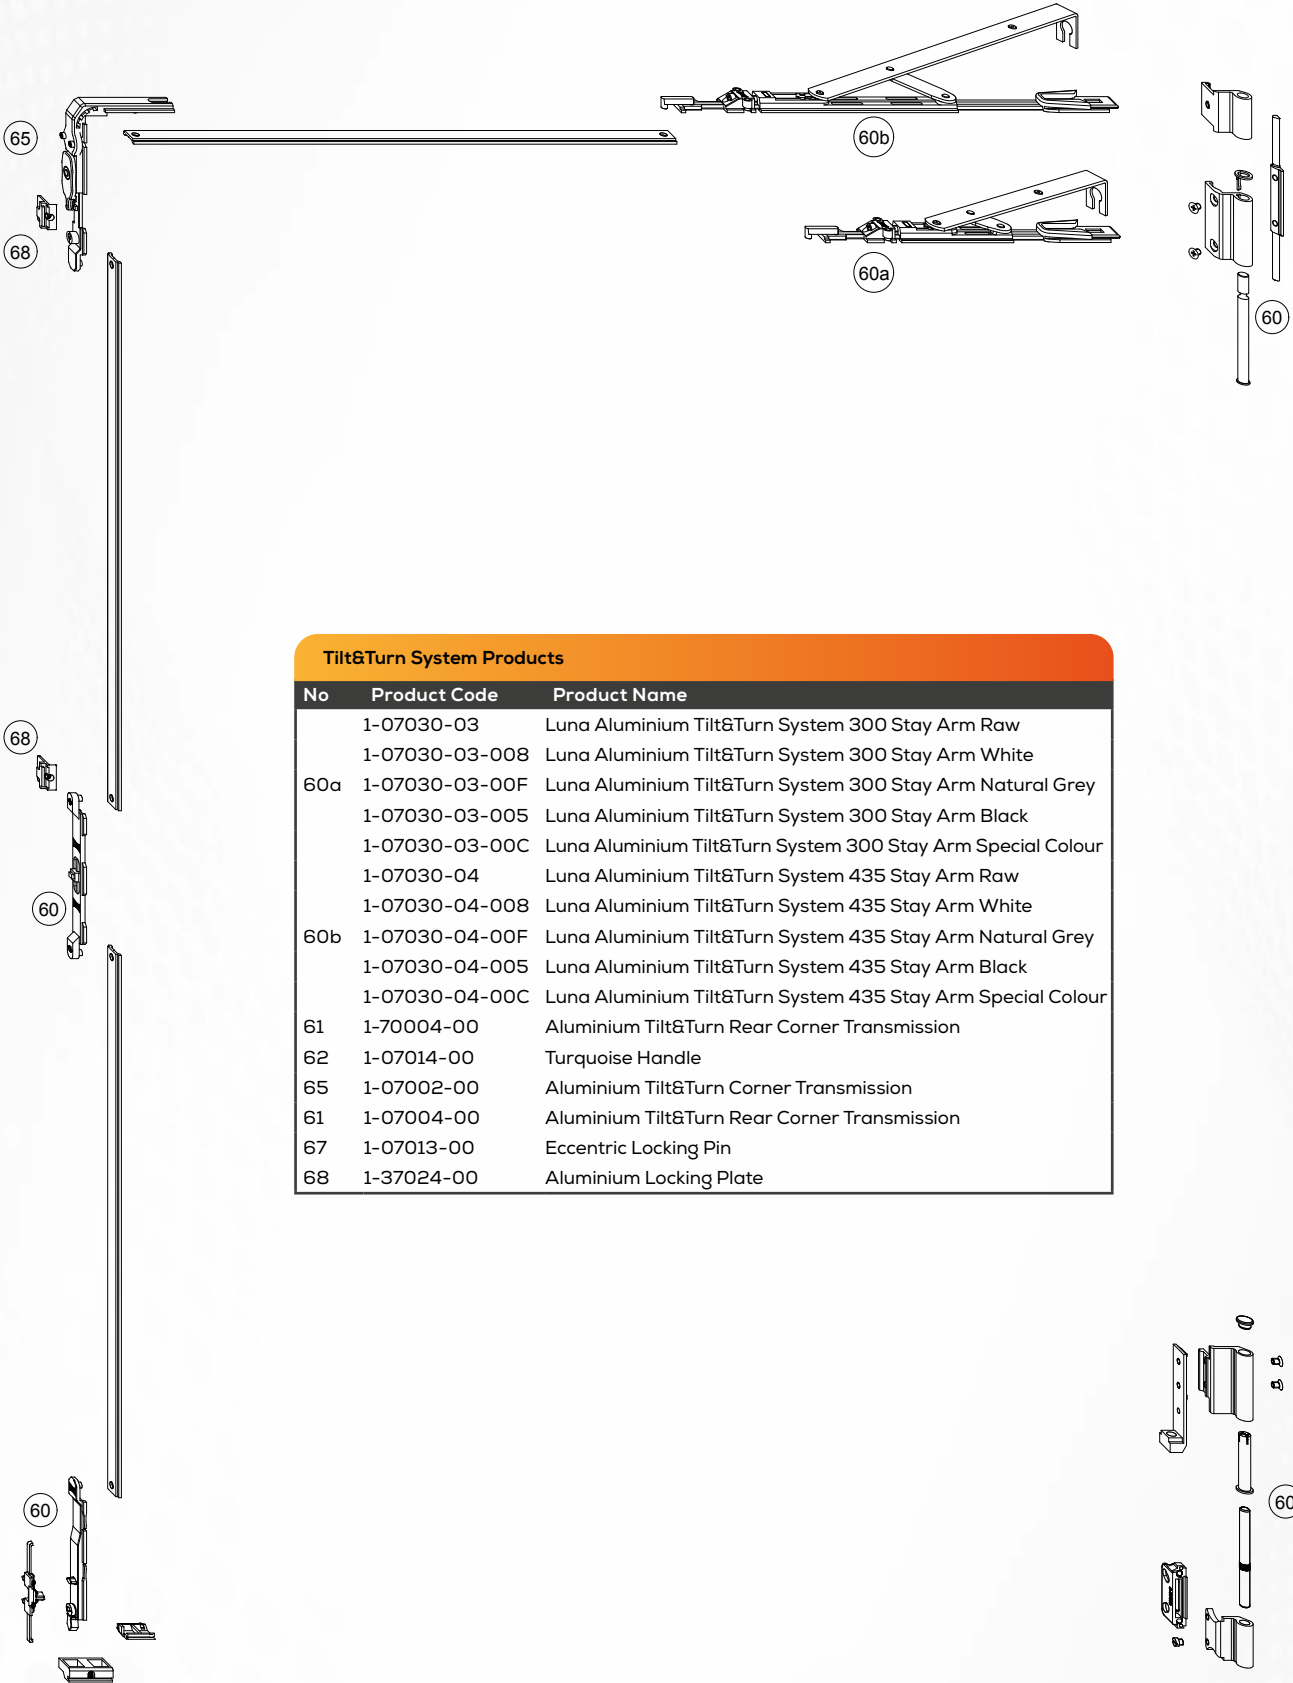 60b
65
60a
68
60
Tilt&Turn System Products
No Product Code Product Name
1-07030-03 Luna Aluminium Tilt&Turn System 300 Stay Arm Raw
1-07030-03-008 Luna Aluminium Tilt&Turn System 300 Stay Arm White
60a 1-07030-03-00F Luna Aluminium Tilt&Turn System 300 Stay Arm Natural Grey
1-07030-03-005 Luna Aluminium Tilt&Turn System 300 Stay Arm Black
1-07030-03-00C Luna Aluminium Tilt&Turn System 300 Stay Arm Special Colour
1-07030-04 Luna Aluminium Tilt&Turn System 435 Stay Arm Raw
1-07030-04-008 Luna Aluminium Tilt&Turn System 435 Stay Arm White
60b 1-07030-04-00F Luna Aluminium Tilt&Turn System 435 Stay Arm Natural Grey
1-07030-04-005 Luna Aluminium Tilt&Turn System 435 Stay Arm Black
1-07030-04-00C Luna Aluminium Tilt&Turn System 435 Stay Arm Special Colour
61 1-70004-00 Aluminium Tilt&Turn Rear Corner Transmission
62 1-07014-00 Turquoise Handle
65 1-07002-00 Aluminium Tilt&Turn Corner Transmission
61 1-07004-00 Aluminium Tilt&Turn Rear Corner Transmission
67 1-07013-00 Eccentric Locking Pin
68 1-37024-00 Aluminium Locking Plate
68
60
60
60